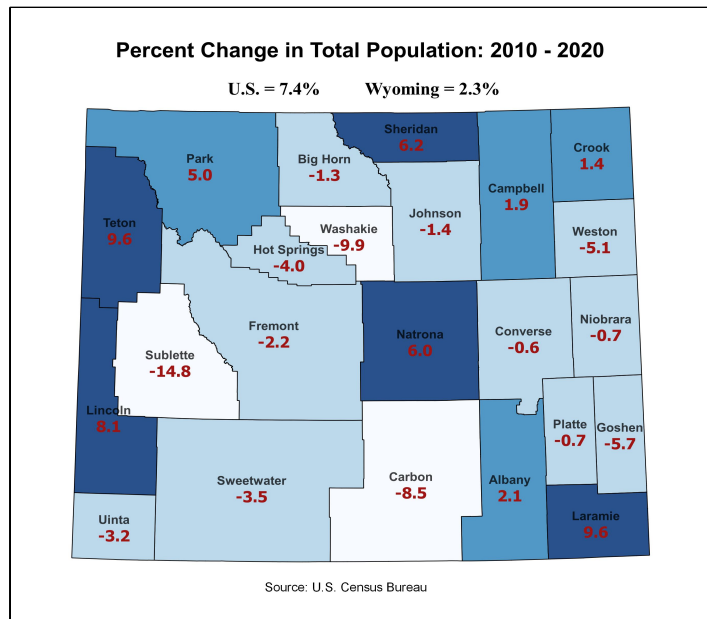 Percent Change in Total Population: 2010 - 2020
U.S. = 7.4% Wyoming = 2.3%
Sheridan
6.2
Park
5.0
Big Horn
-1.3
Crook
1.4
Campbell
1.9
Teton
9.6
Washakie
-9.9
Johnson
-1.4
Weston
-5.1
Hot Springs
-4.0
Fremont
-2.2
Natrona
6.0
Converse
-0.6
Niobrara
-0.7
Sublette
-14.8
Lincoln
8.1
Platte
-0.7
Goshen
-5.7
Sweetwater
-3.5
Carbon
-8.5
Albany
2.1
Uinta
-3.2
Laramie
9.6
Source: U.S. Census Bureau